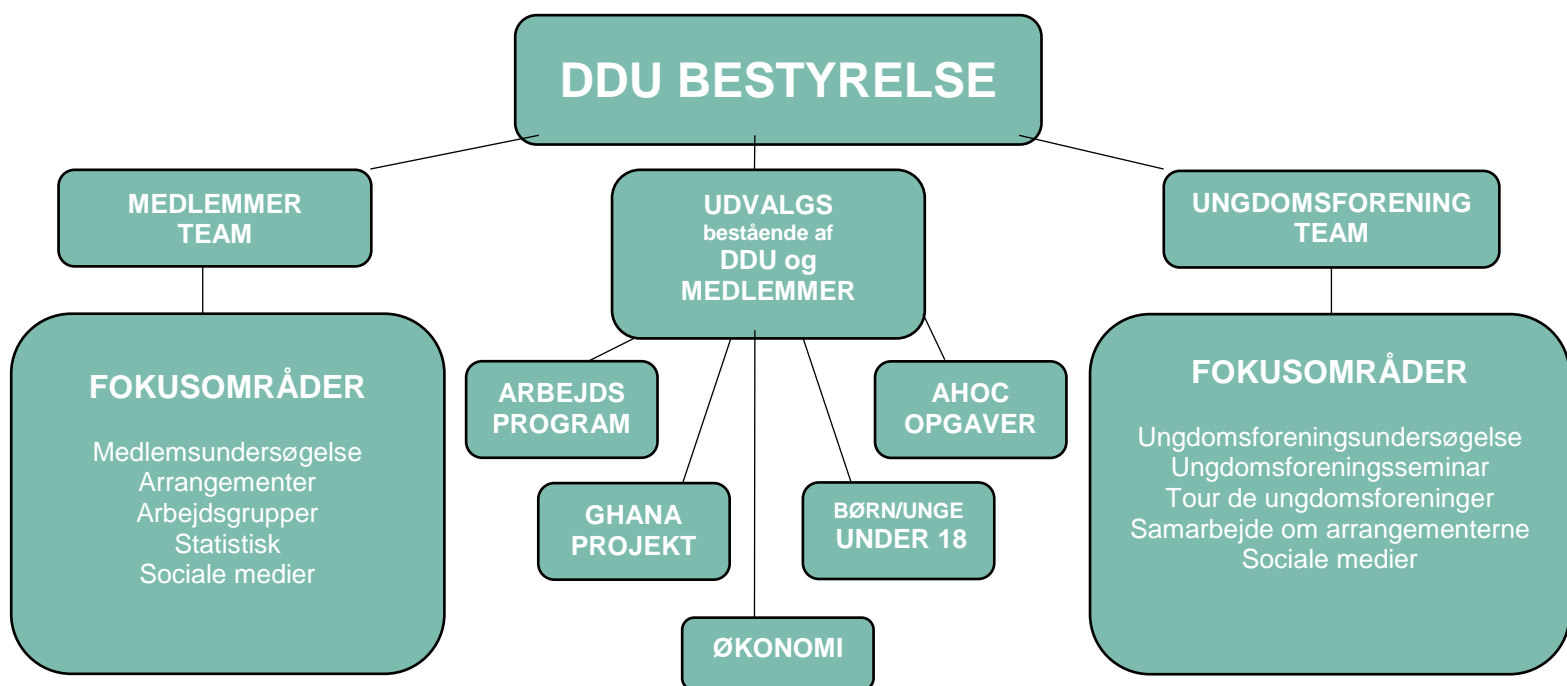 DDU BESTYRELSE
MEDLEMMER
TEAM
UDVALGS
bestående af
DDU og
MEDLEMMER
UNGDOMSFORENING
TEAM
FOKUSOMRÅDER
Medlemsundersøgelse
Arrangementer
Arbejdsgrupper
Statistisk
Sociale medier
ARBEJDS
PROGRAM
AHOC
OPGAVER
GHANA
PROJEKT
BØRN/UNGE
UNDER 18
ØKONOMI
FOKUSOMRÅDER
Ungdomsforeningsundersøgelse
Ungdomsforeningsseminar
Tour de ungdomsforeninger
Samarbejde om arrangementerne
Sociale medier